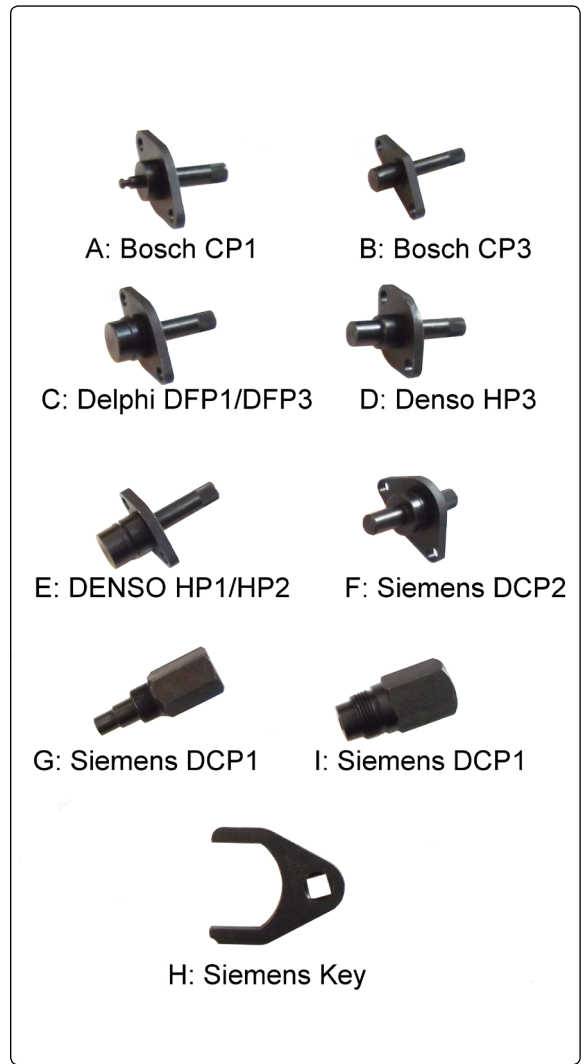 A: Bosch CP1
B: Bosch CP3
C: Delphi DFP1/DFP3
D: Denso HP3
E: DENSO HP1/HP2
F: Siemens DCP2
G: Siemens DCP1
I: Siemens DCP1
H: Siemens Key